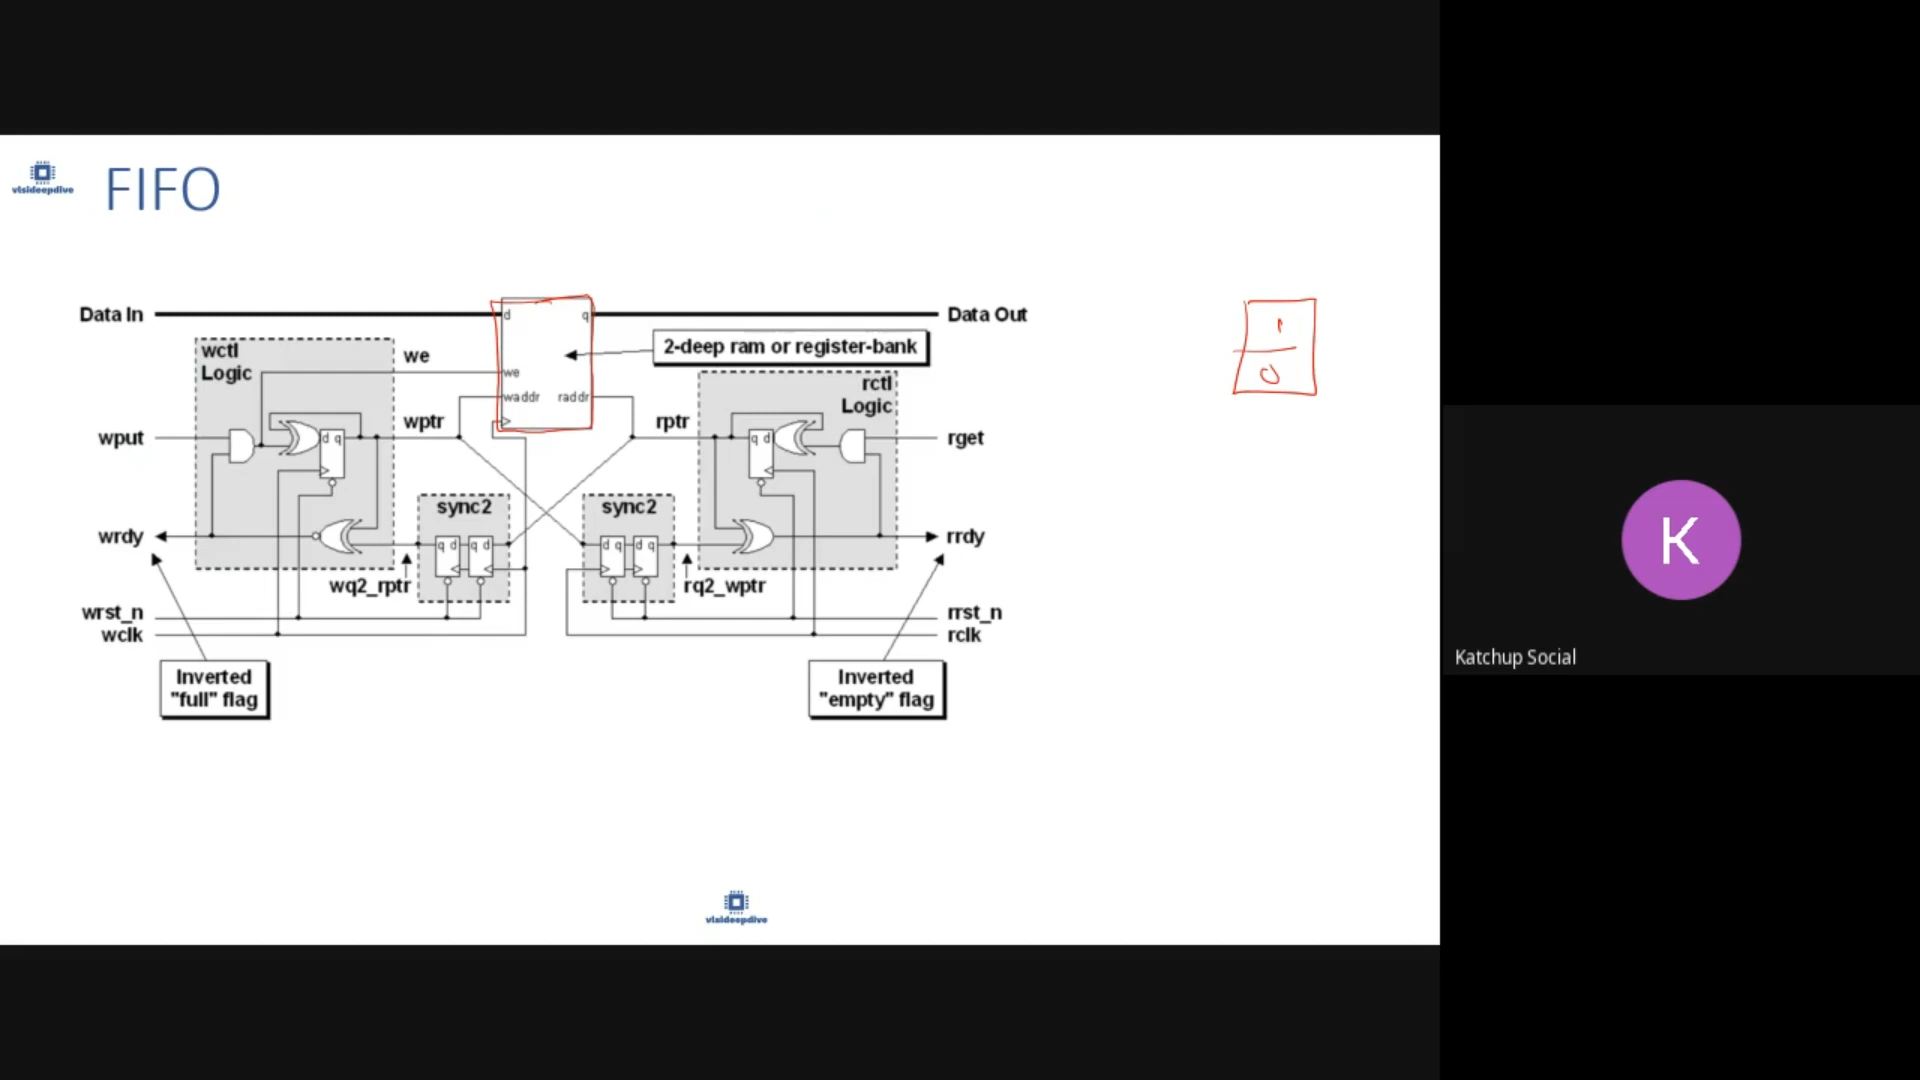 vlsideepdive
FIFO
Data In
d
q
Data Out
wctl
Logic
we
2-deep ram or register-bank
we
rctl
Logic
waddr
raddr
wput
d q
wptr
rptr
q d
rget
1
0
sync2
sync2
wrdy
q d
q d
d q
d q
rrdy
wq2_rptr
rq2_wptr
wrst_n
rrst_n
wclk
rclk
Inverted
"full" flag
Inverted
"empty" flag
vlsideepdive
K
Katchup Social